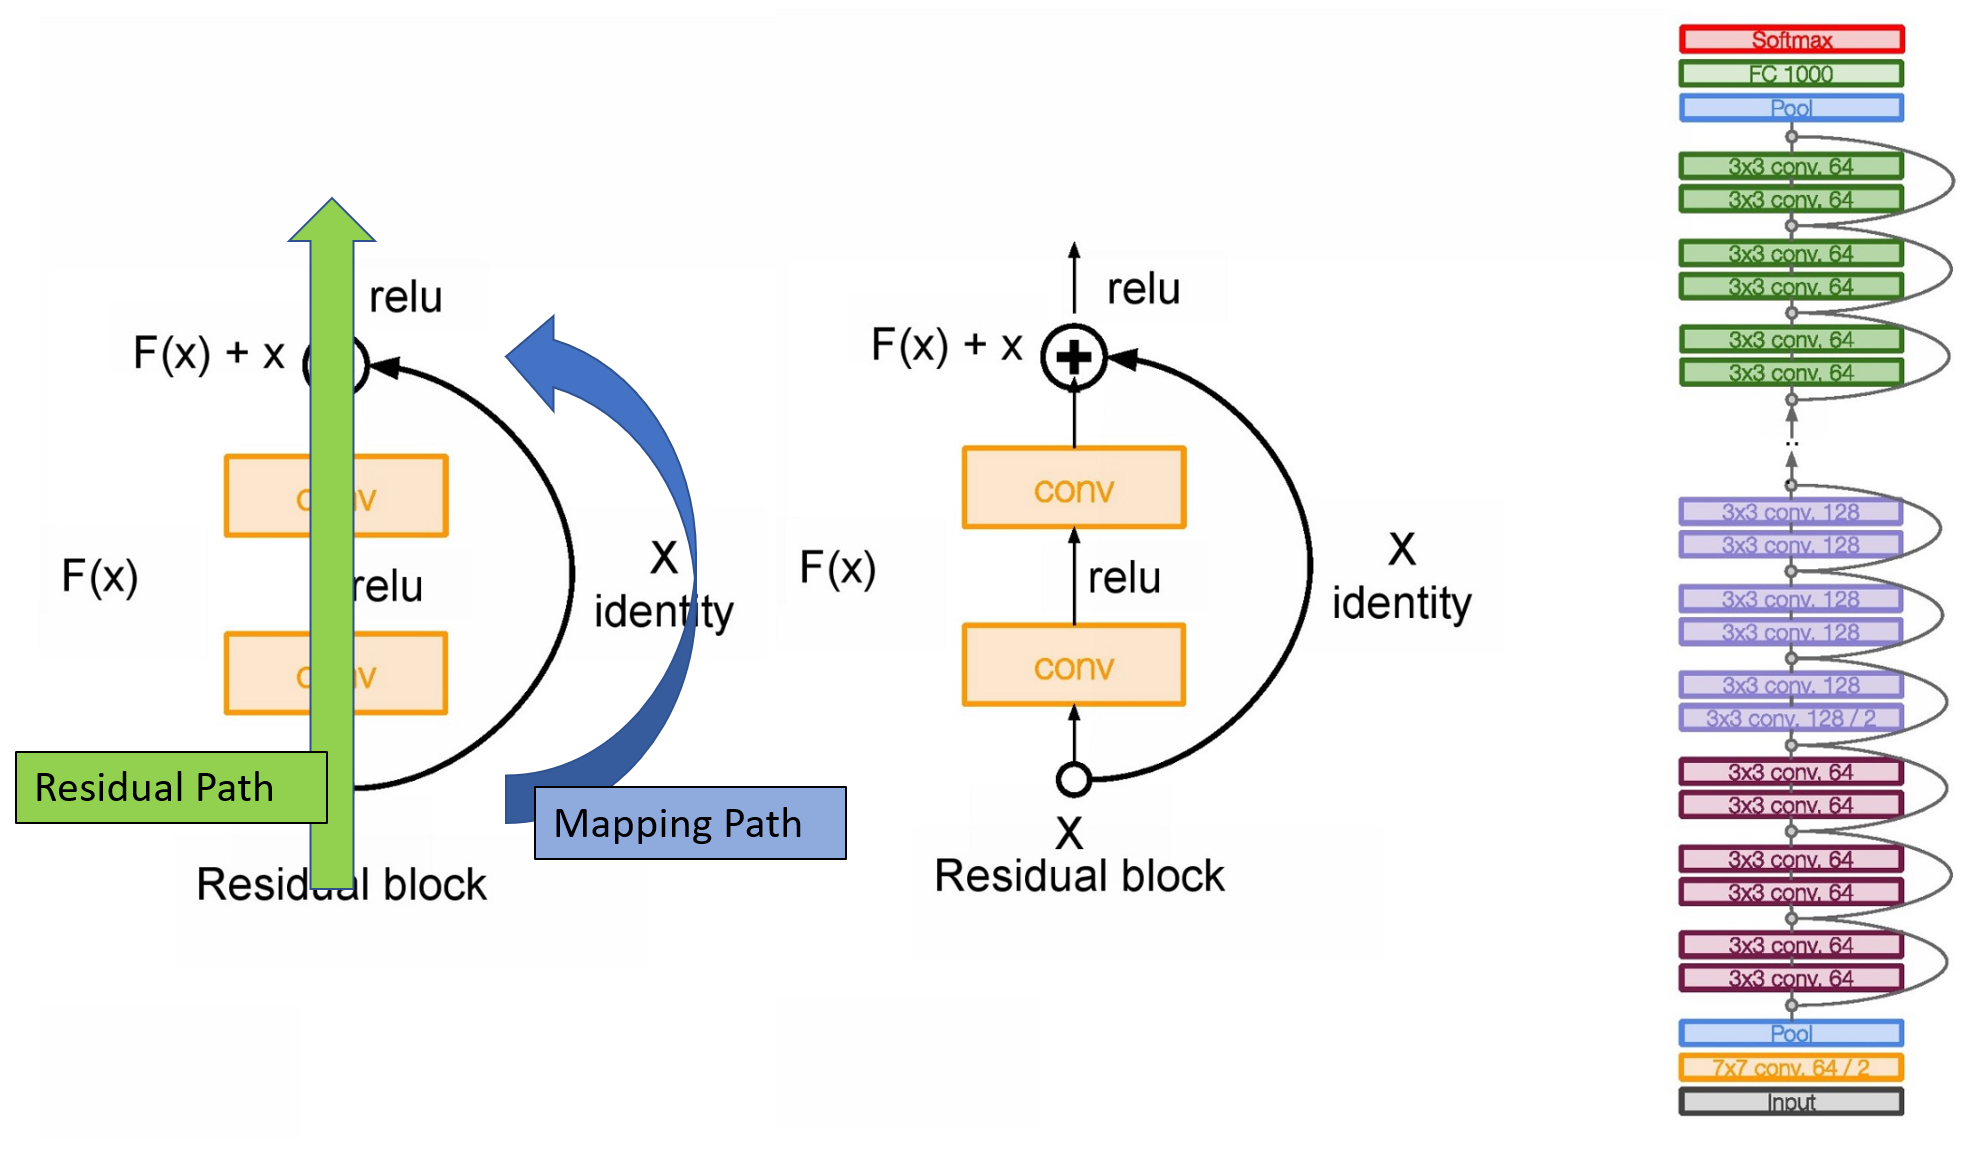 relu
F(x) + x
conv
relu
F(x)
X
identity
conv
Residual Path
Mapping Path
Residual block
relu
F(x) + x
conv
F(x)
relu
X
identity
conv
X
Residual block
Softmax
FC 1000
Pool
3x3 conv, 64
3x3 conv, 64
3x3 conv, 64
3x3 conv, 64
3x3 conv, 64
3x3 conv, 64
..
3x3 conv, 128
3x3 conv, 128
3x3 conv, 128
3x3 conv, 128
3x3 conv, 128
3x3 conv, 128 / 2
3x3 conv, 64
3x3 conv, 64
3x3 conv, 64
3x3 conv, 64
3x3 conv, 64
3x3 conv, 64
Pool
7x7 conv, 64 / 2
Input